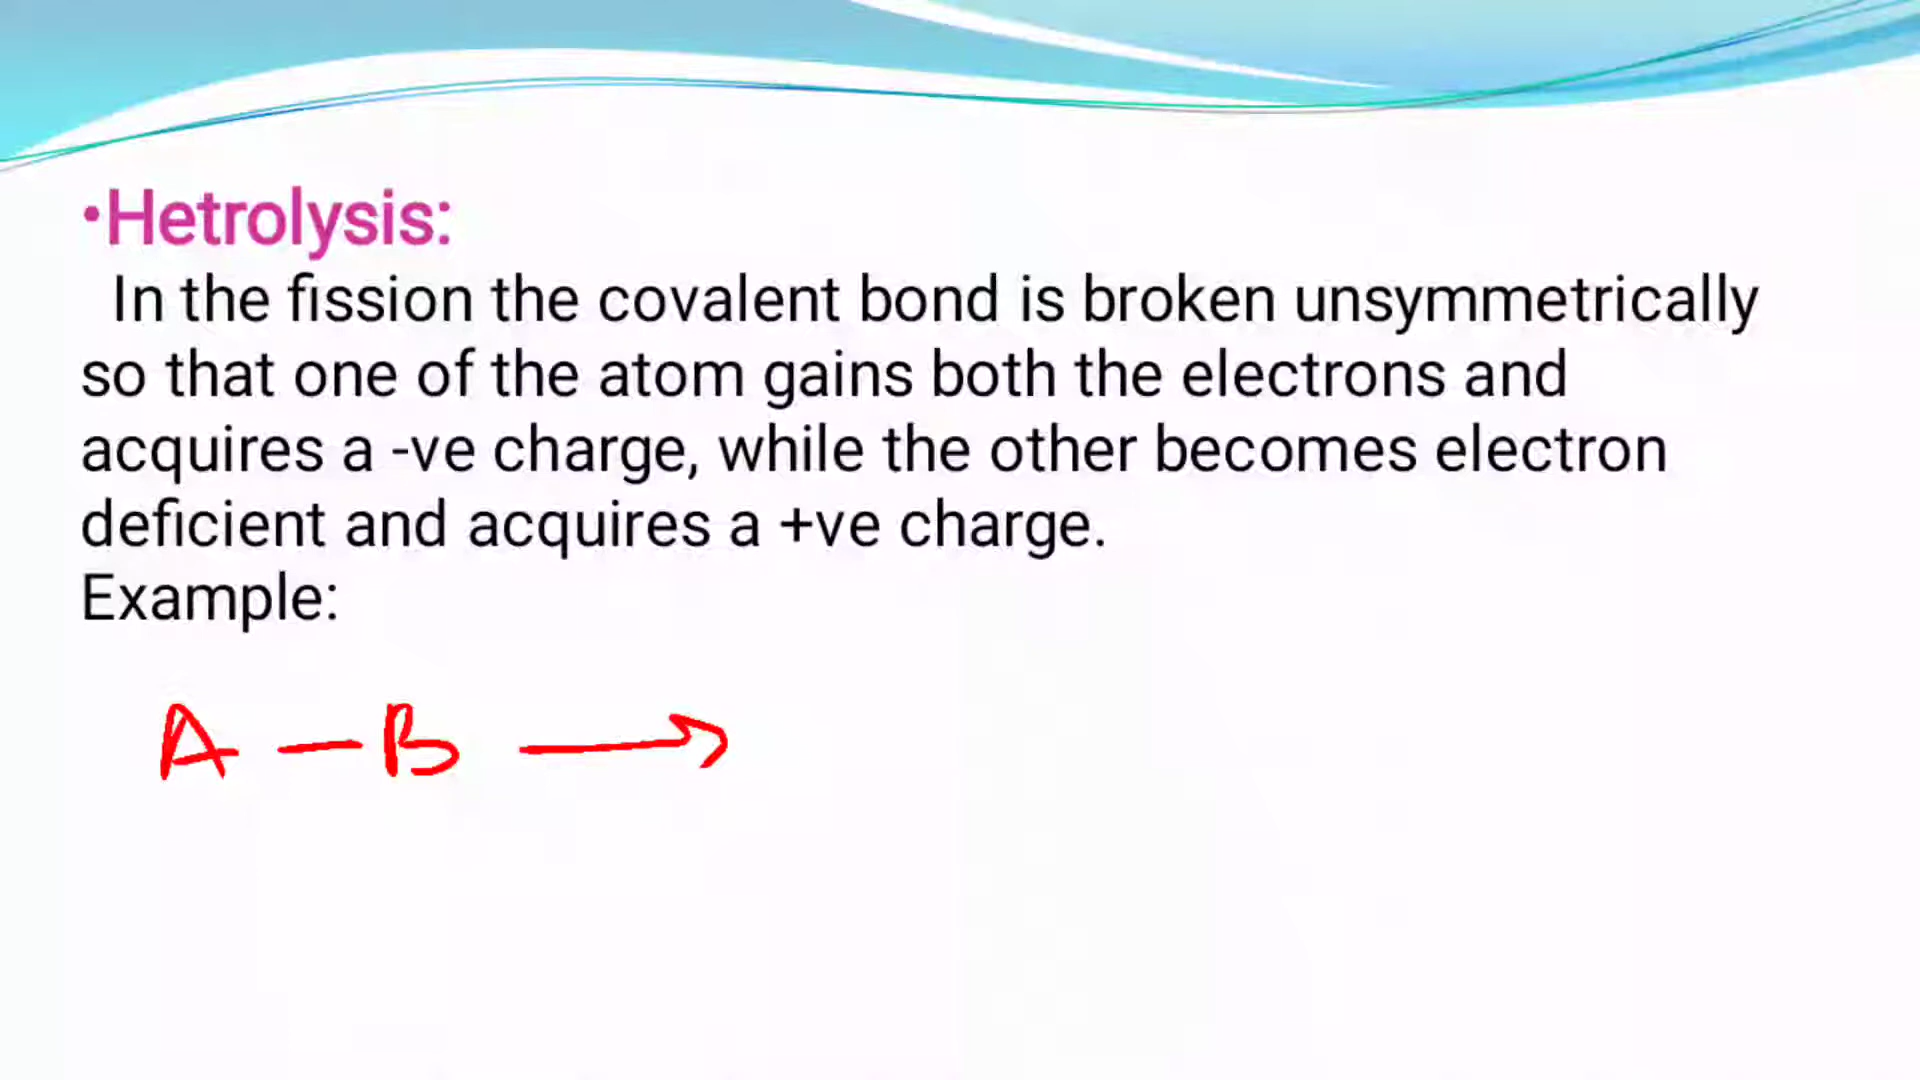 •Hetrolysis:
In the fission the covalent bond is broken unsymmetrically
so that one of the atom gains both the electrons and
acquires a -ve charge, while the other becomes electron
deficient and acquires a +ve charge.
Example:
A — B ⟶